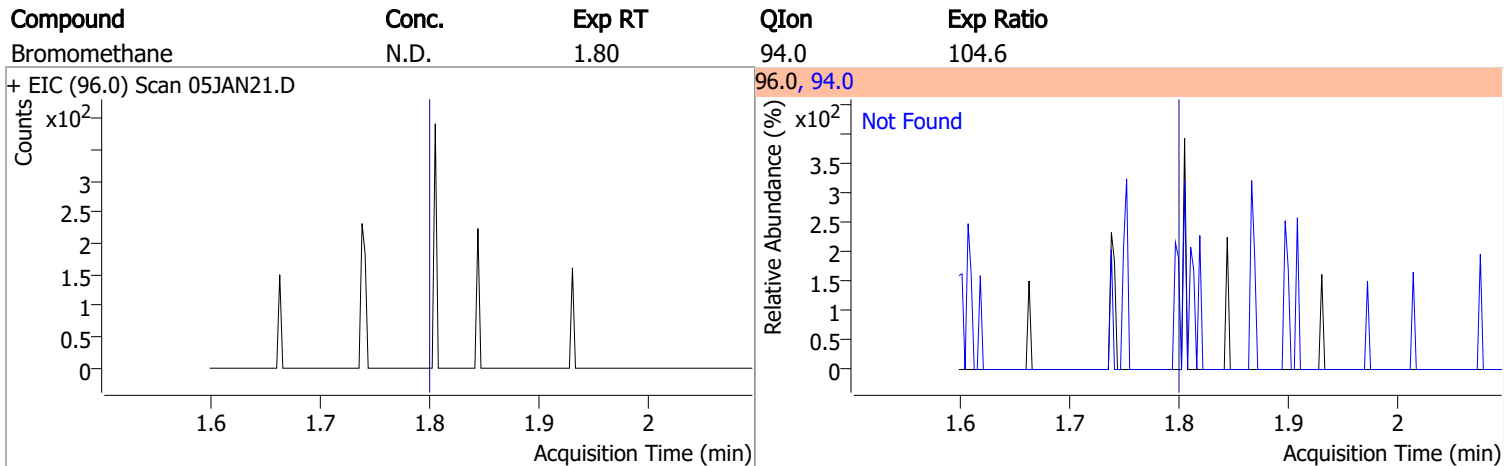 Compound Conc. Exp RT QIon Exp Ratio
Bromomethane N.D. 1.80 94.0 104.6
+ EIC (96.0) Scan 05JAN21.D
Counts
x10²
3
2.5
2
1.5
1
0.5
0
1.6 1.7 1.8 1.9 2
Acquisition Time (min)
96.0, 94.0
Relative Abundance (%)
x10²
Not Found
3.5
3
2.5
2
1.5
1
0.5
0
1.6 1.7 1.8 1.9 2
Acquisition Time (min)